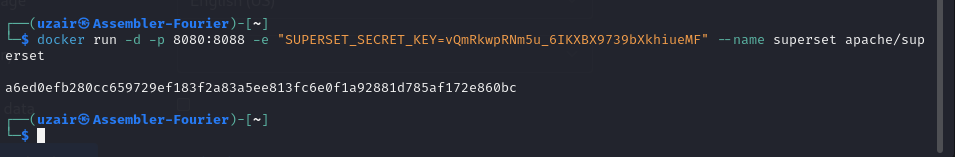 ┌──(uzair㉿Assembler-Fourier)-[~]
└─$ docker run -d -p 8080:8088 -e "SUPERSET_SECRET_KEY=vQmRkwpRNm5u_6IKXBX9739bXkhiueMF" --name superset apache/sup
erset

a6ed0efb280cc659729ef183f2a83a5ee813fc6e0f1a92881d785af172e860bc

┌──(uzair㉿Assembler-Fourier)-[~]
└─$